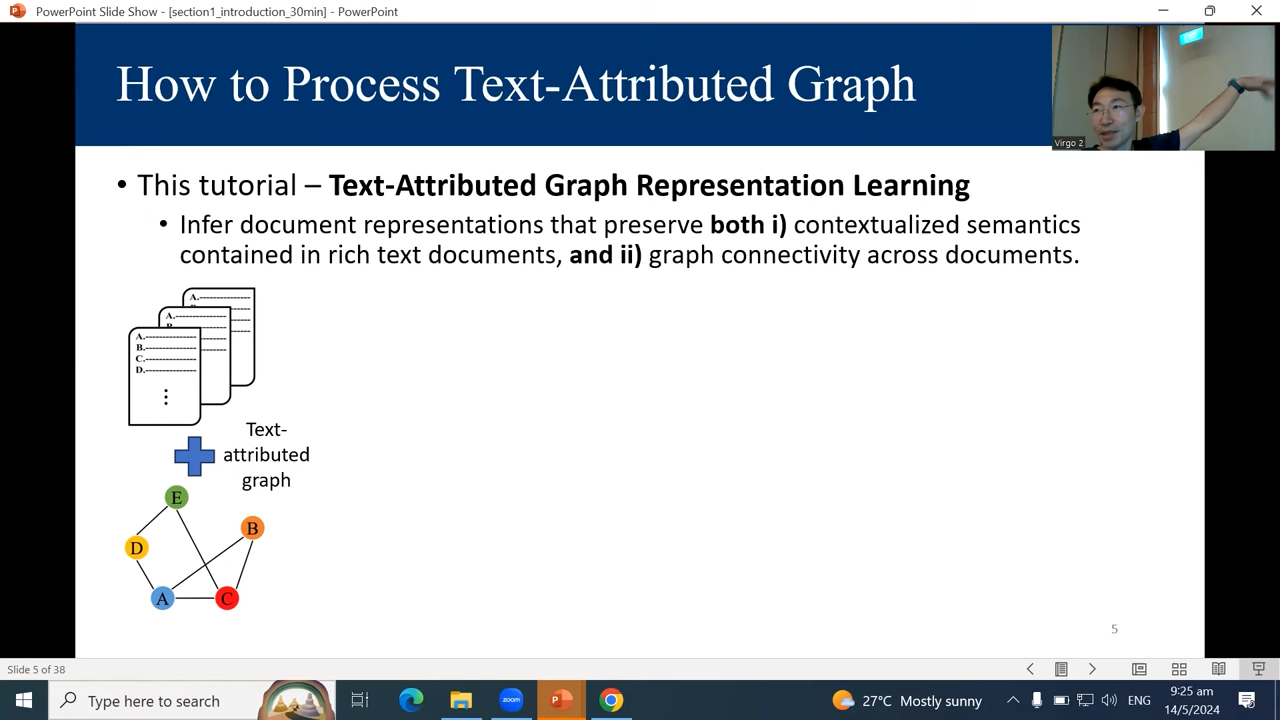 PowerPoint Slide Show - [section1_introduction_30min] - PowerPoint
How to Process Text-Attributed Graph
Virgo 2
• This tutorial – Text-Attributed Graph Representation Learning
• Infer document representations that preserve both i) contextualized semantics
contained in rich text documents, and ii) graph connectivity across documents.
A.
A.
A.
B.
C.
D.
Text-
attributed
graph
E
B
D
A
C
5
Slide 5 of 38
Type here to search
zoom
27°C Mostly sunny
ENG
9:25 am
14/5/2024